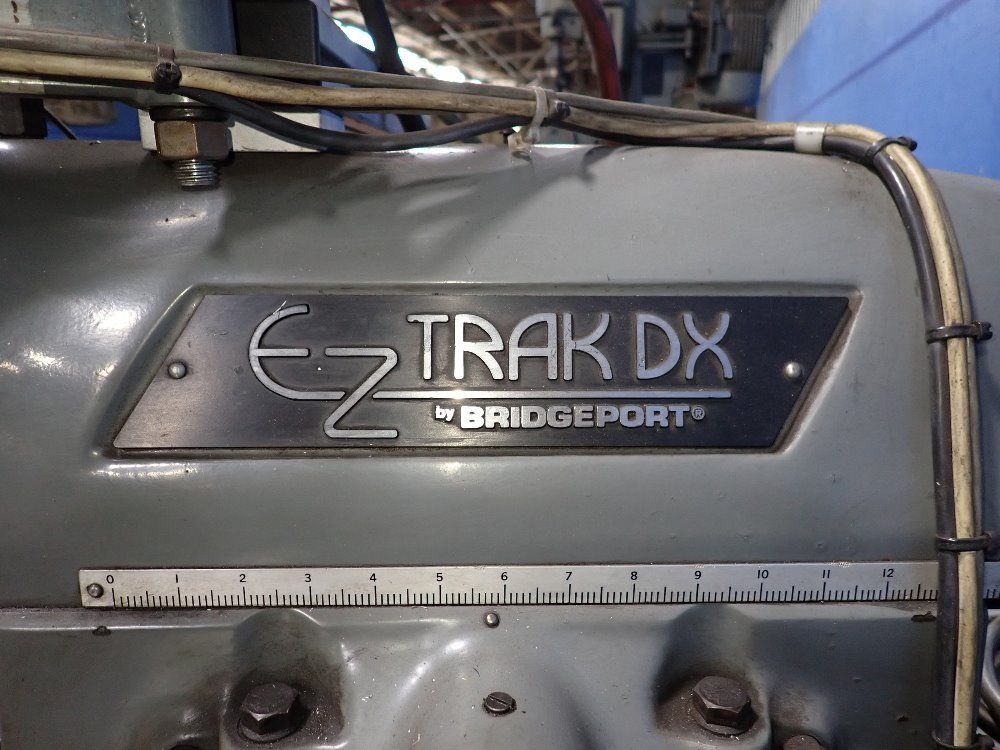 EZ TRAK DX
by BRIDGEPORT®
0 1 2 3 4 5 6 7 8 9 10 11 12